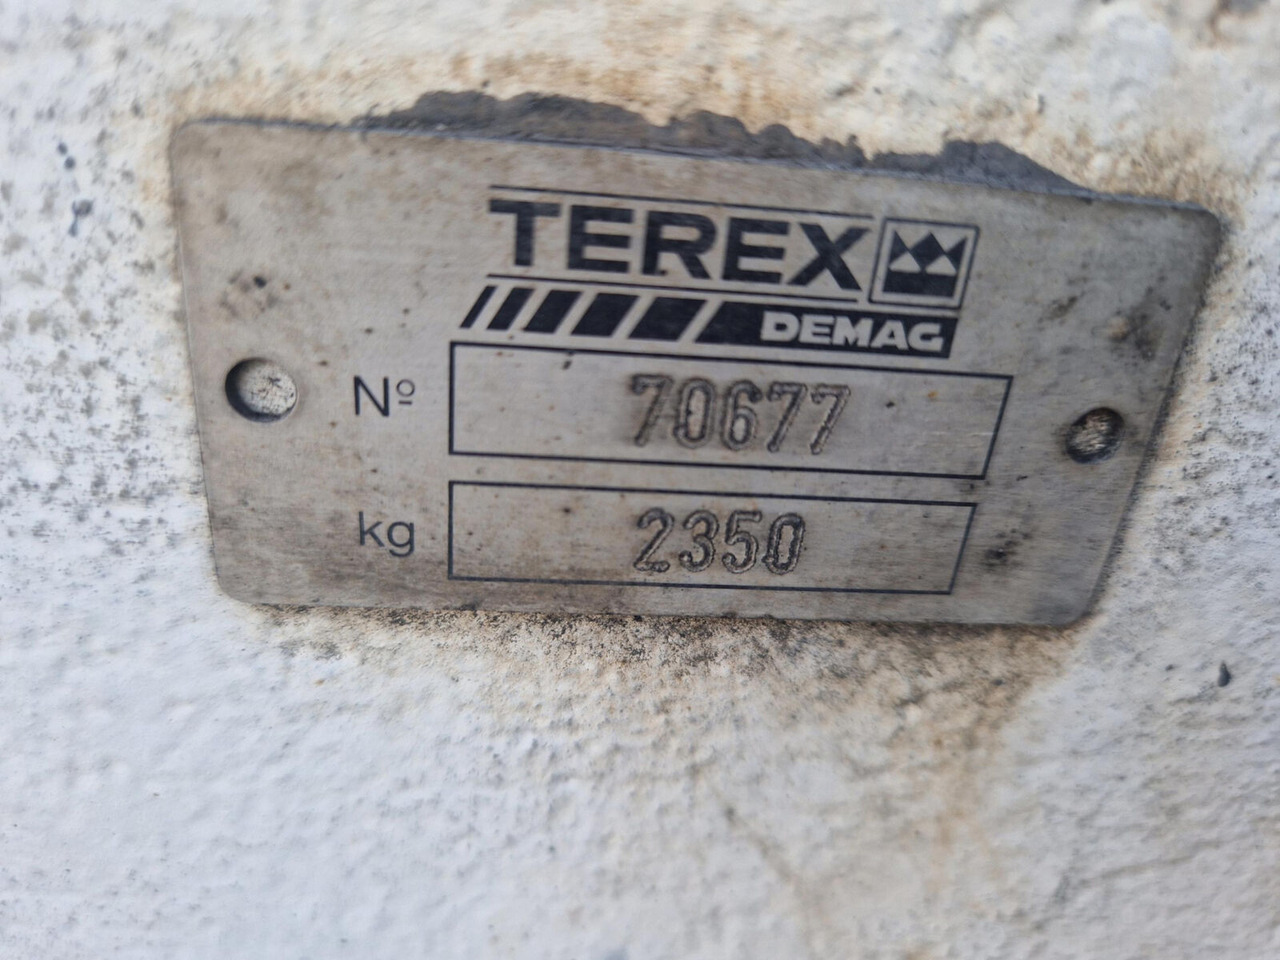 TEREX
DEMAG
Nº 70677
kg 2350